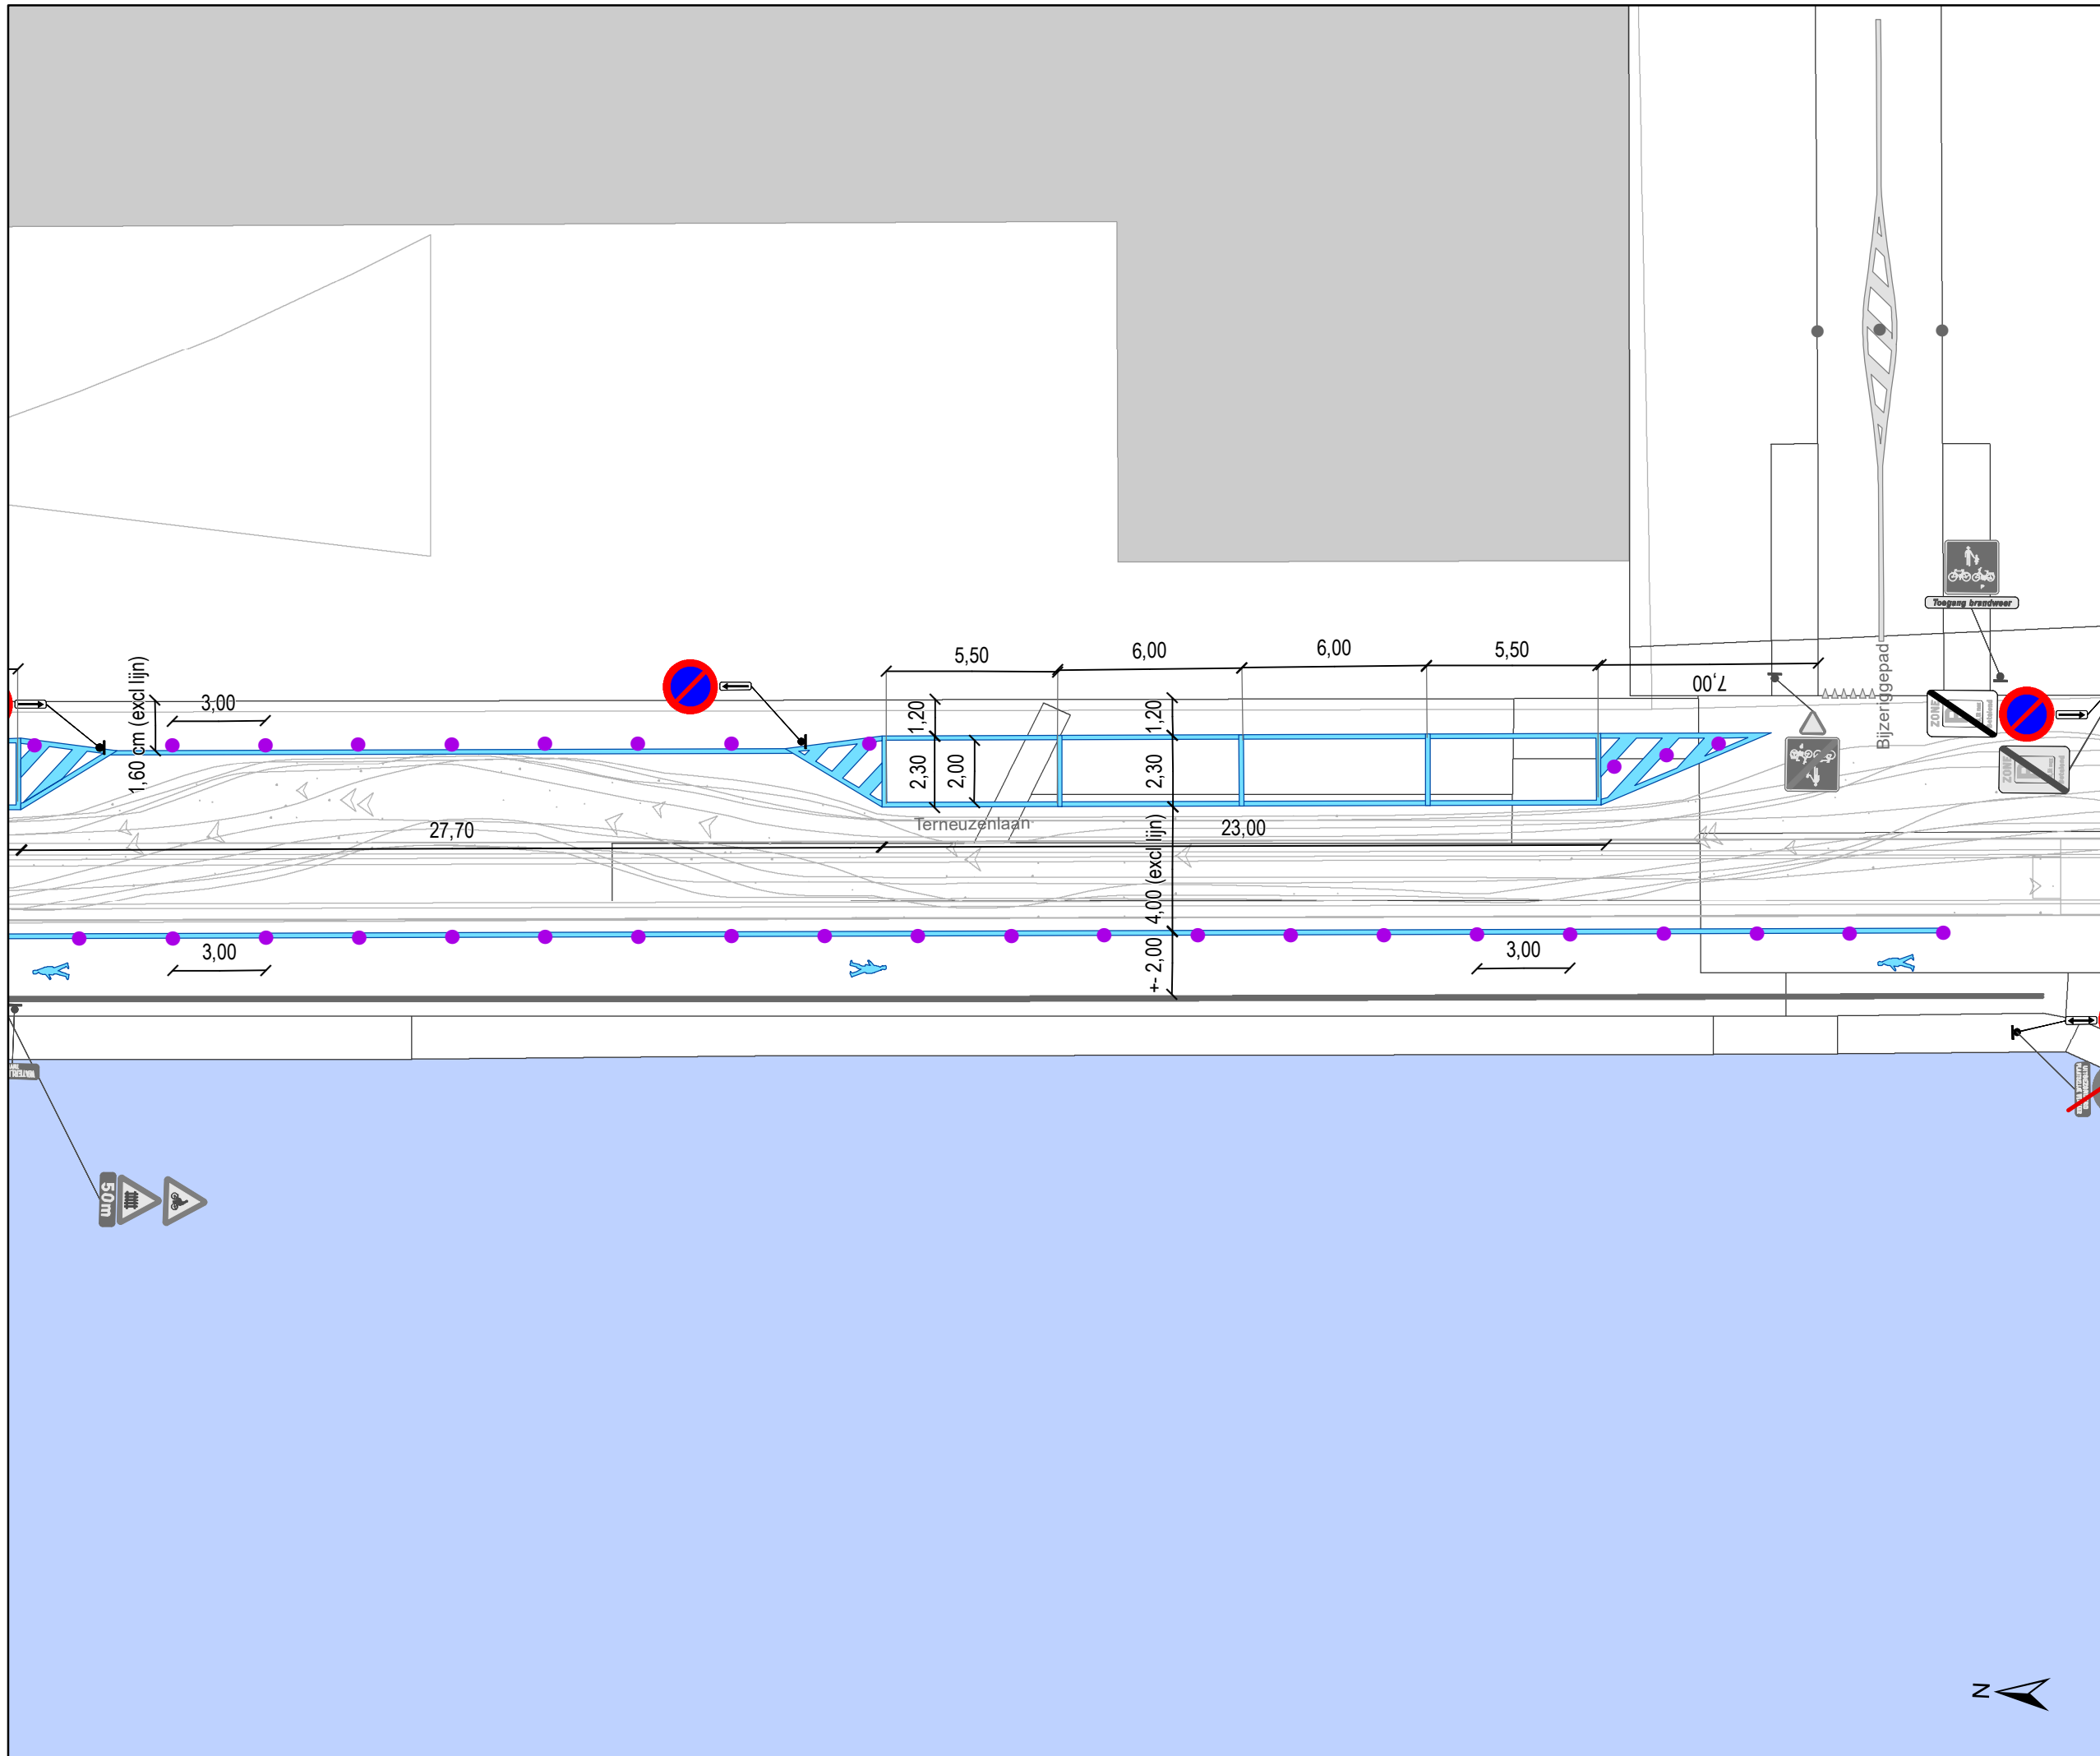 Toegang brandweer
5,50
6,00
6,00
5,50
7,00
1,60 cm (excl lijn)
3,00
1,20
1,20
Bijzeriggepad
ZONE
ZONE
2,30
2,00
2,30
Terneuzenlaan
27,70
23,00
4,00 (excl lijn)
3,00
+- 2,00
3,00
50m
N